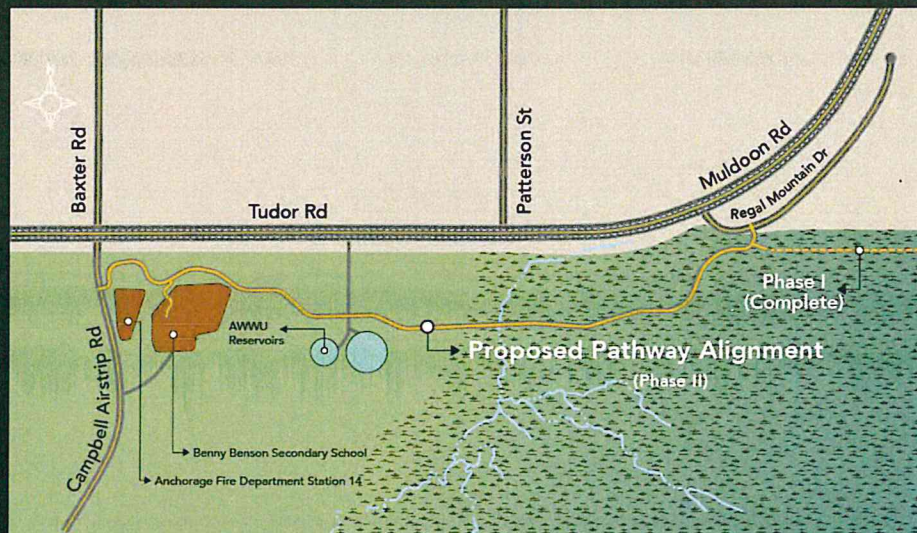 Baxter Rd
Patterson St
Muldoon Rd
Regal Mountain Dr
Tudor Rd
Phase I
(Complete)
AWWU
Reservoirs
Proposed Pathway Alignment
(Phase II)
Campbell Airstrip Rd
Benny Benson Secondary School
Anchorage Fire Department Station 14